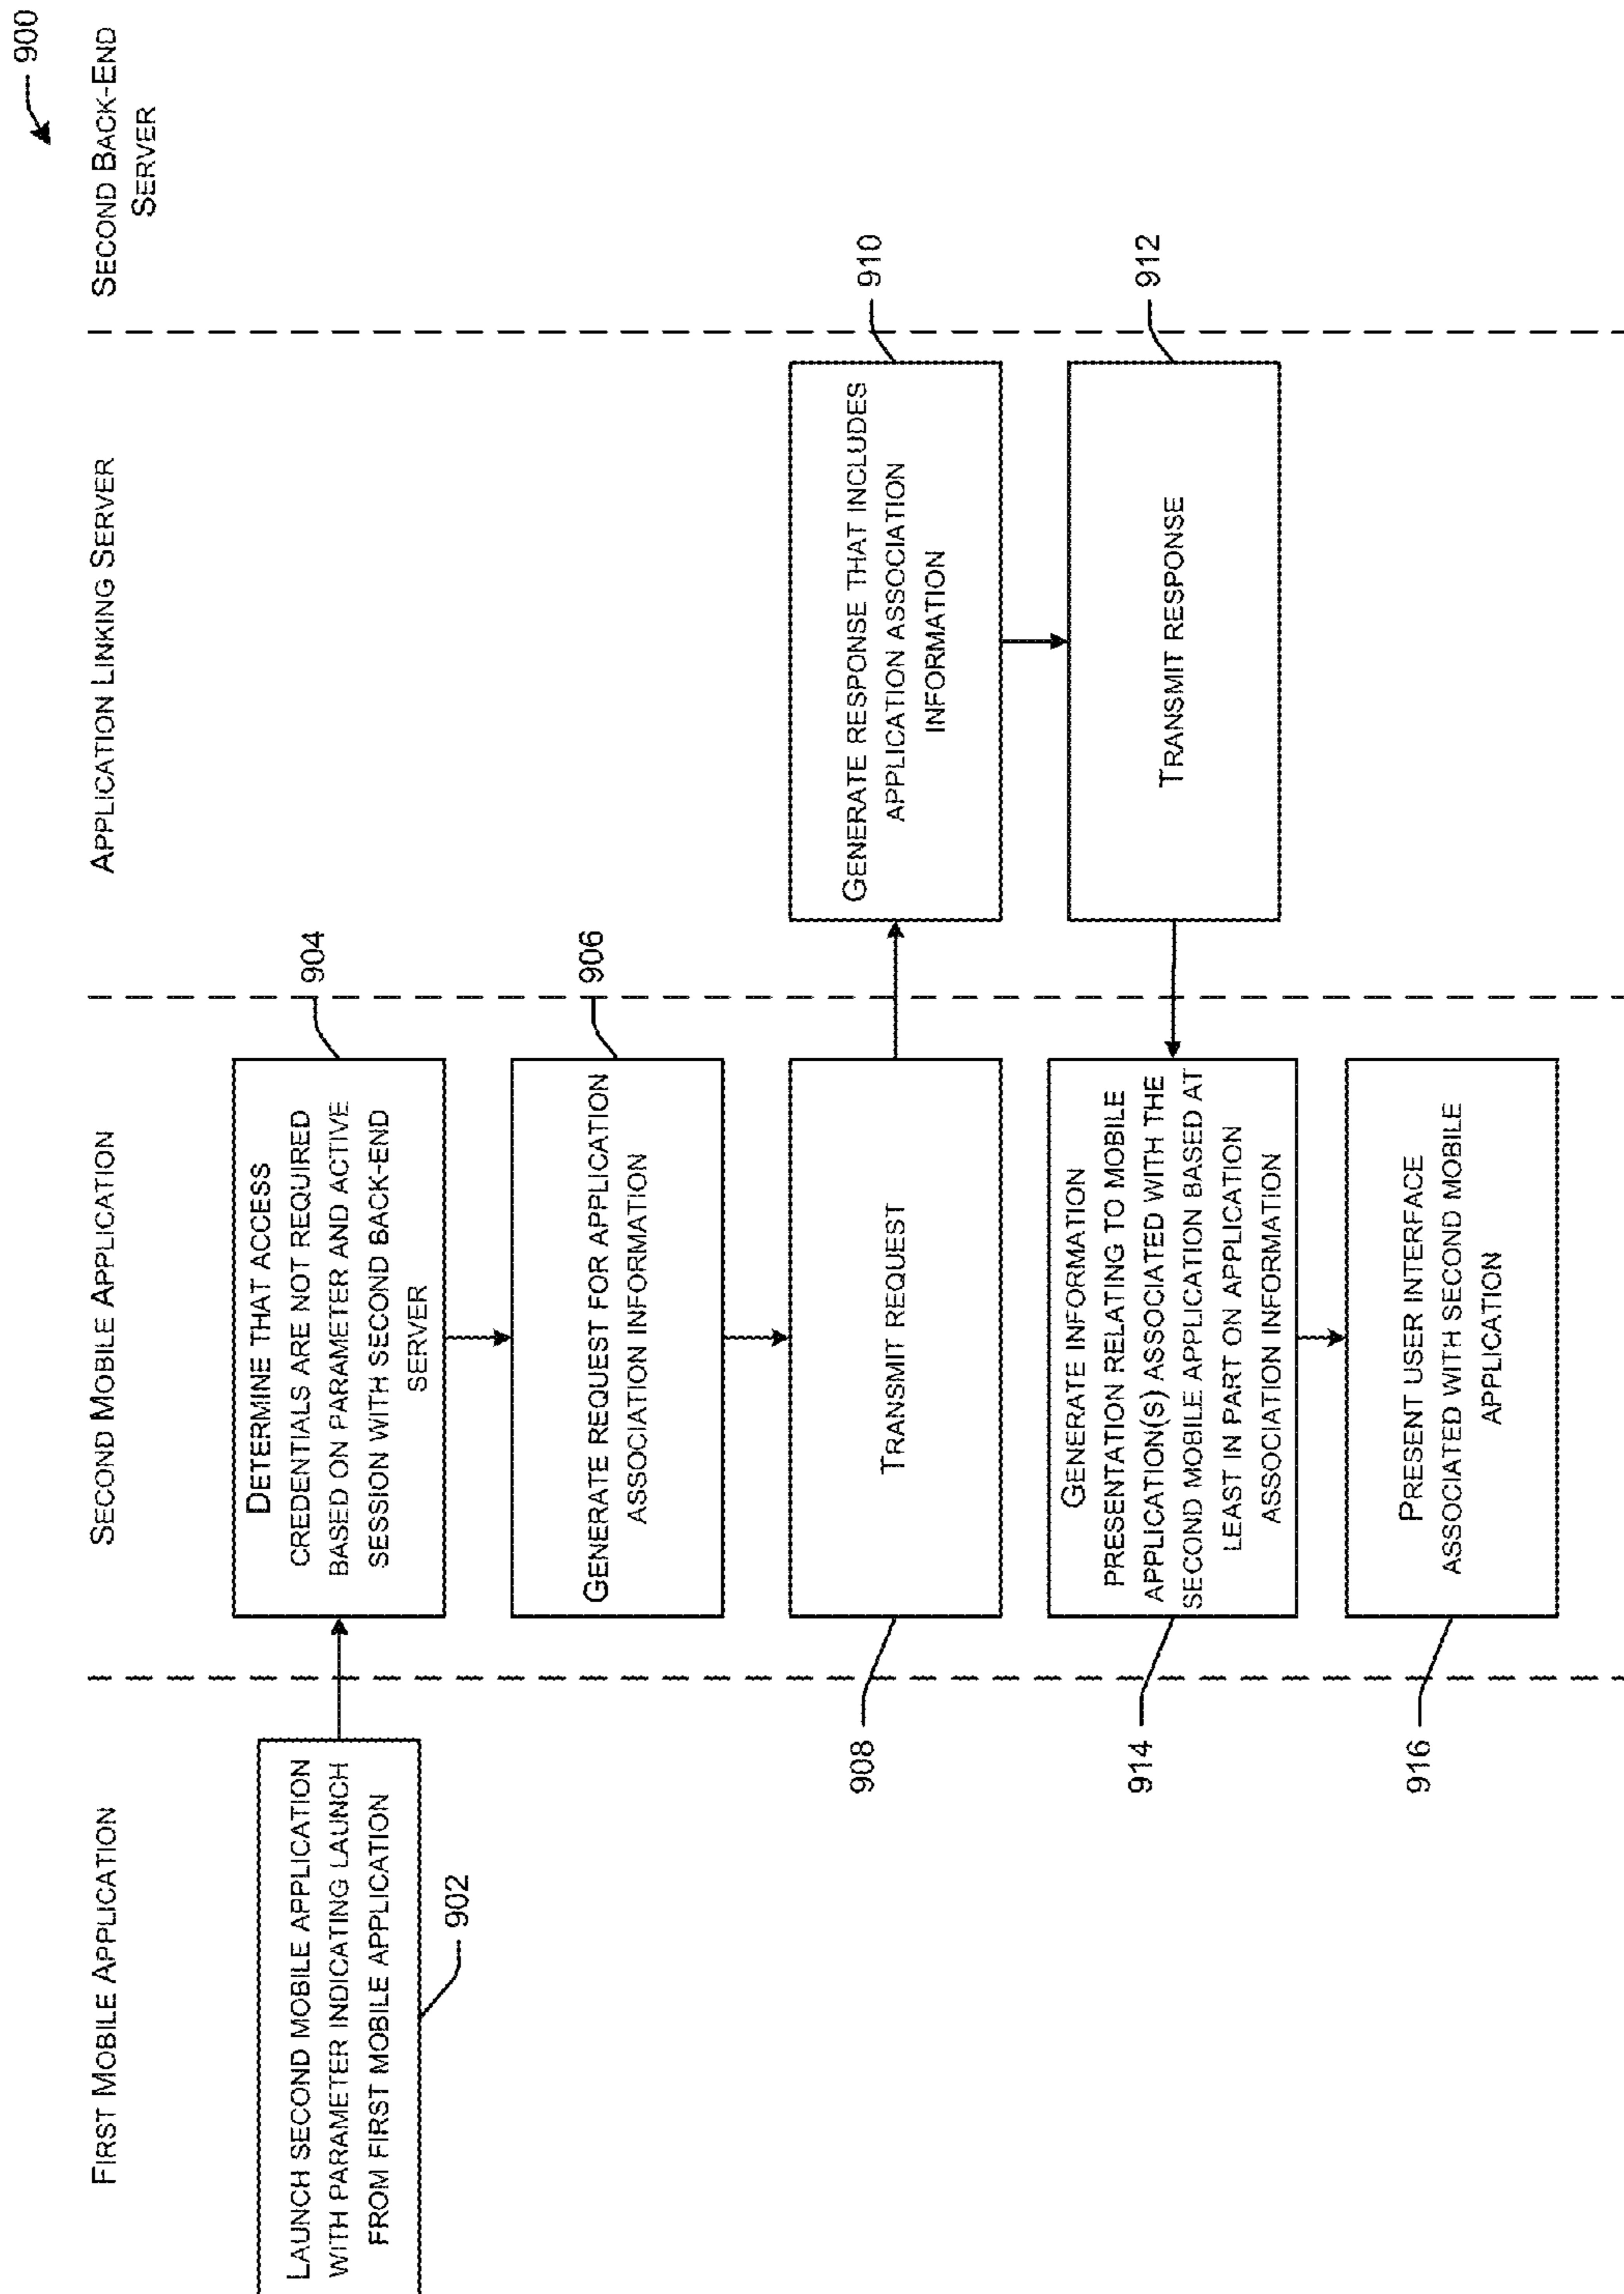 900
FIRST MOBILE APPLICATION
SECOND MOBILE APPLICATION
APPLICATION LINKING SERVER
SECOND BACK-END
SERVER
LAUNCH SECOND MOBILE APPLICATION
WITH PARAMETER INDICATING LAUNCH
FROM FIRST MOBILE APPLICATION
902
DETERMINE THAT ACCESS
CREDENTIALS ARE NOT REQUIRED
BASED ON PARAMETER AND ACTIVE
SESSION WITH SECOND BACK-END
SERVER
904
GENERATE REQUEST FOR APPLICATION
ASSOCIATION INFORMATION
906
TRANSMIT REQUEST
908
GENERATE RESPONSE THAT INCLUDES
APPLICATION ASSOCIATION
INFORMATION
910
TRANSMIT RESPONSE
912
GENERATE INFORMATION
PRESENTATION RELATING TO MOBILE
APPLICATION(S) ASSOCIATED WITH THE
SECOND MOBILE APPLICATION BASED AT
LEAST IN PART ON APPLICATION
ASSOCIATION INFORMATION
914
PRESENT USER INTERFACE
ASSOCIATED WITH SECOND MOBILE
APPLICATION
916